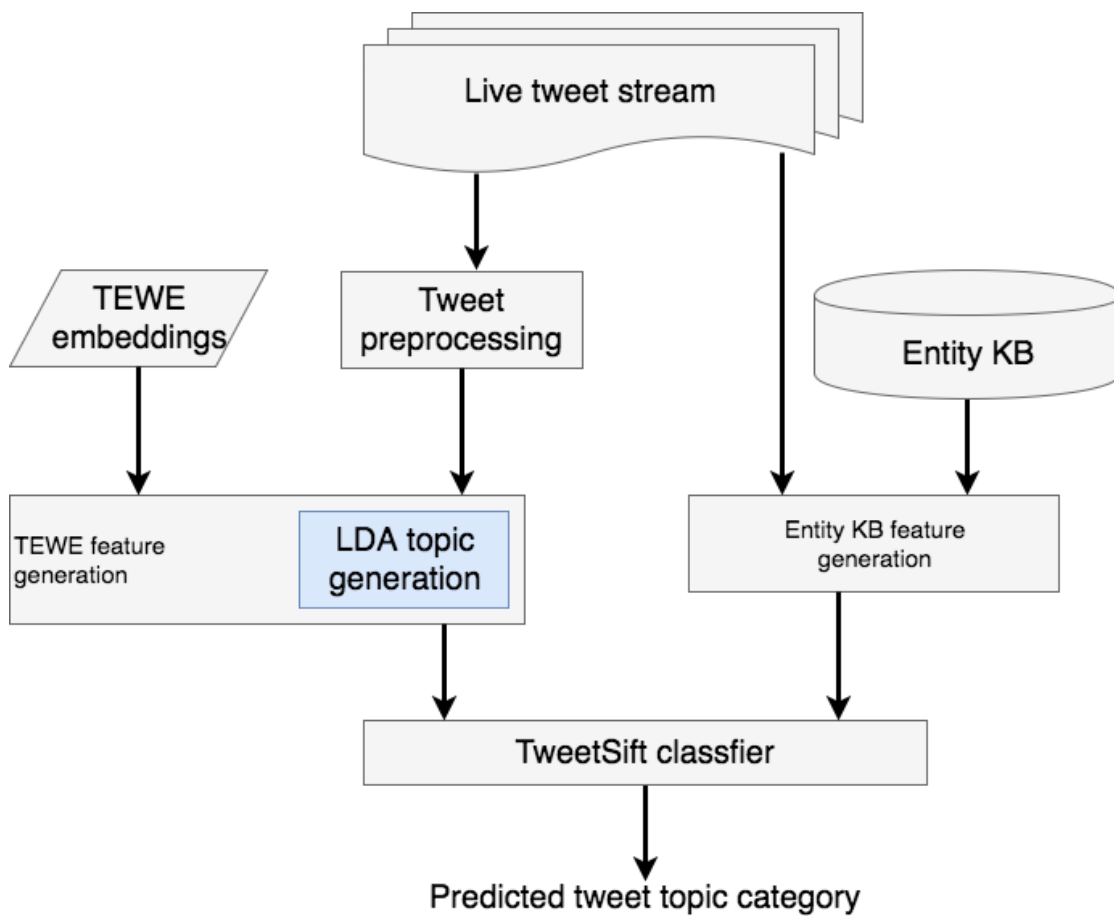 Live tweet stream
TEWE
embeddings
Tweet
preprocessing
Entity KB
TEWE feature
generation
LDA topic
generation
Entity KB feature
generation
TweetSift classfier
Predicted tweet topic category